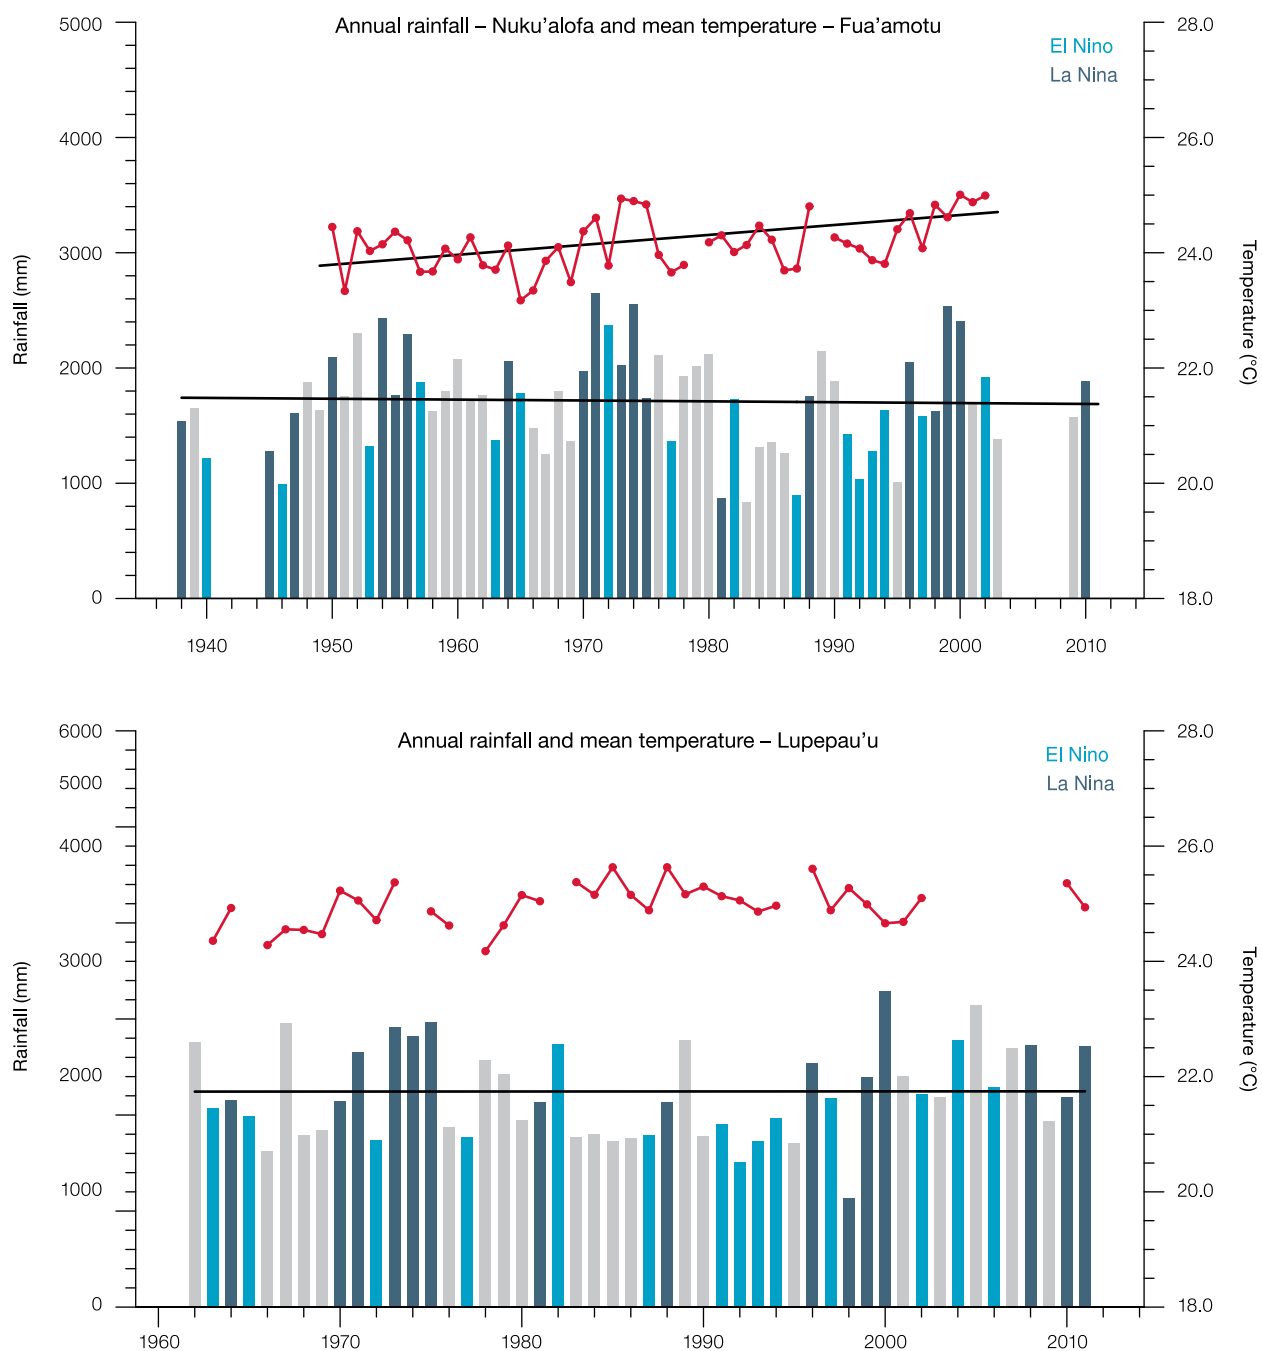 Annual rainfall – Nuku’alofa and mean temperature – Fua’amotu
El Nino
La Nina
5000
4000
3000
2000
1000
0
Rainfall (mm)
28.0
26.0
24.0
22.0
20.0
18.0
Temperature (°C)
1940 1950 1960 1970 1980 1990 2000 2010
Annual rainfall and mean temperature – Lupepau’u
El Nino
La Nina
6000
5000
4000
3000
2000
1000
0
Rainfall (mm)
28.0
26.0
24.0
22.0
20.0
18.0
Temperature (°C)
1960 1970 1980 1990 2000 2010